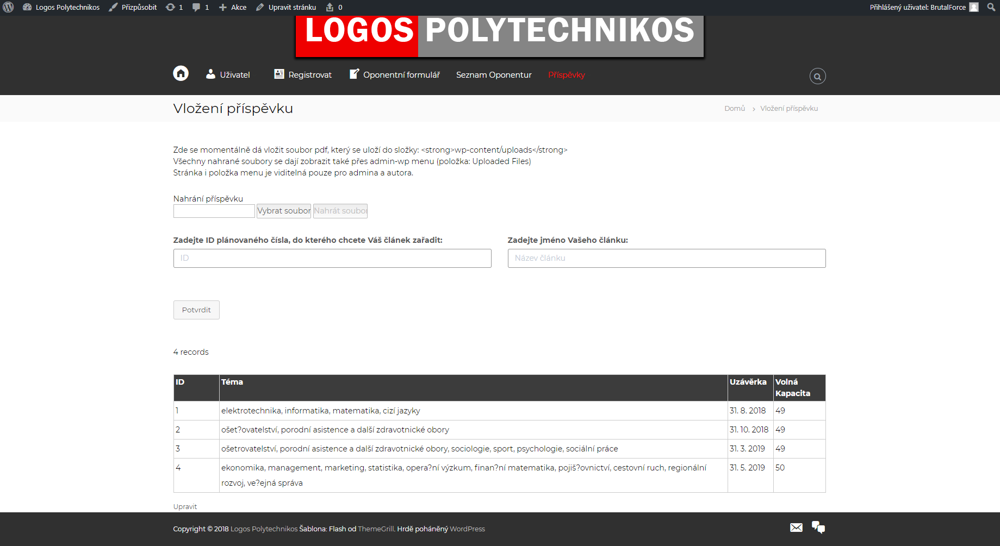 Logos Polytechnikos Přizpůsobit 1 1 Akce Upravit stránku 0 Přihlášený uživatel: BrutalForce
LOGOS POLYTECHNIKOS
Uživatel Registrovat Oponentní formulář Seznam Oponentur Příspěvky
Vložení příspěvku
Domů › Vložení příspěvku
Zde se momentálně dá vložit soubor pdf, který se uloží do složky: <strong>wp-content/uploads</strong>
Všechny nahrané soubory se dají zobrazit také přes admin-wp menu (položka: Uploaded Files)
Stránka i položka menu je viditelná pouze pro admina a autora.
Nahrání příspěvku
Vybrat soubor Nahrát soubor
Zadejte ID plánovaného čísla, do kterého chcete Váš článek zařadit: Zadejte jméno Vašeho článku:
ID Název článku
Potvrdit
4 records
ID Téma Uzávěrka Volná
Kapacita
1 elektrotechnika, informatika, matematika, cizí jazyky 31. 8. 2018 49
2 ošet?ovatelství, porodní asistence a další zdravotnické obory 31. 10. 2018 49
3 ošetrovatelství, porodní asistence a další zdravotnické obory, sociologie, sport, psychologie, sociální práce 31. 3. 2019 49
4 ekonomika, management, marketing, statistika, opera?ní výzkum, finan?ní matematika, pojiš?ovnictví, cestovní ruch, regionální 31. 5. 2019 50
rozvoj, ve?ejná správa
Upravit
Copyright © 2018 Logos Polytechnikos Šablona: Flash od ThemeGrill. Hrdě poháněný WordPress